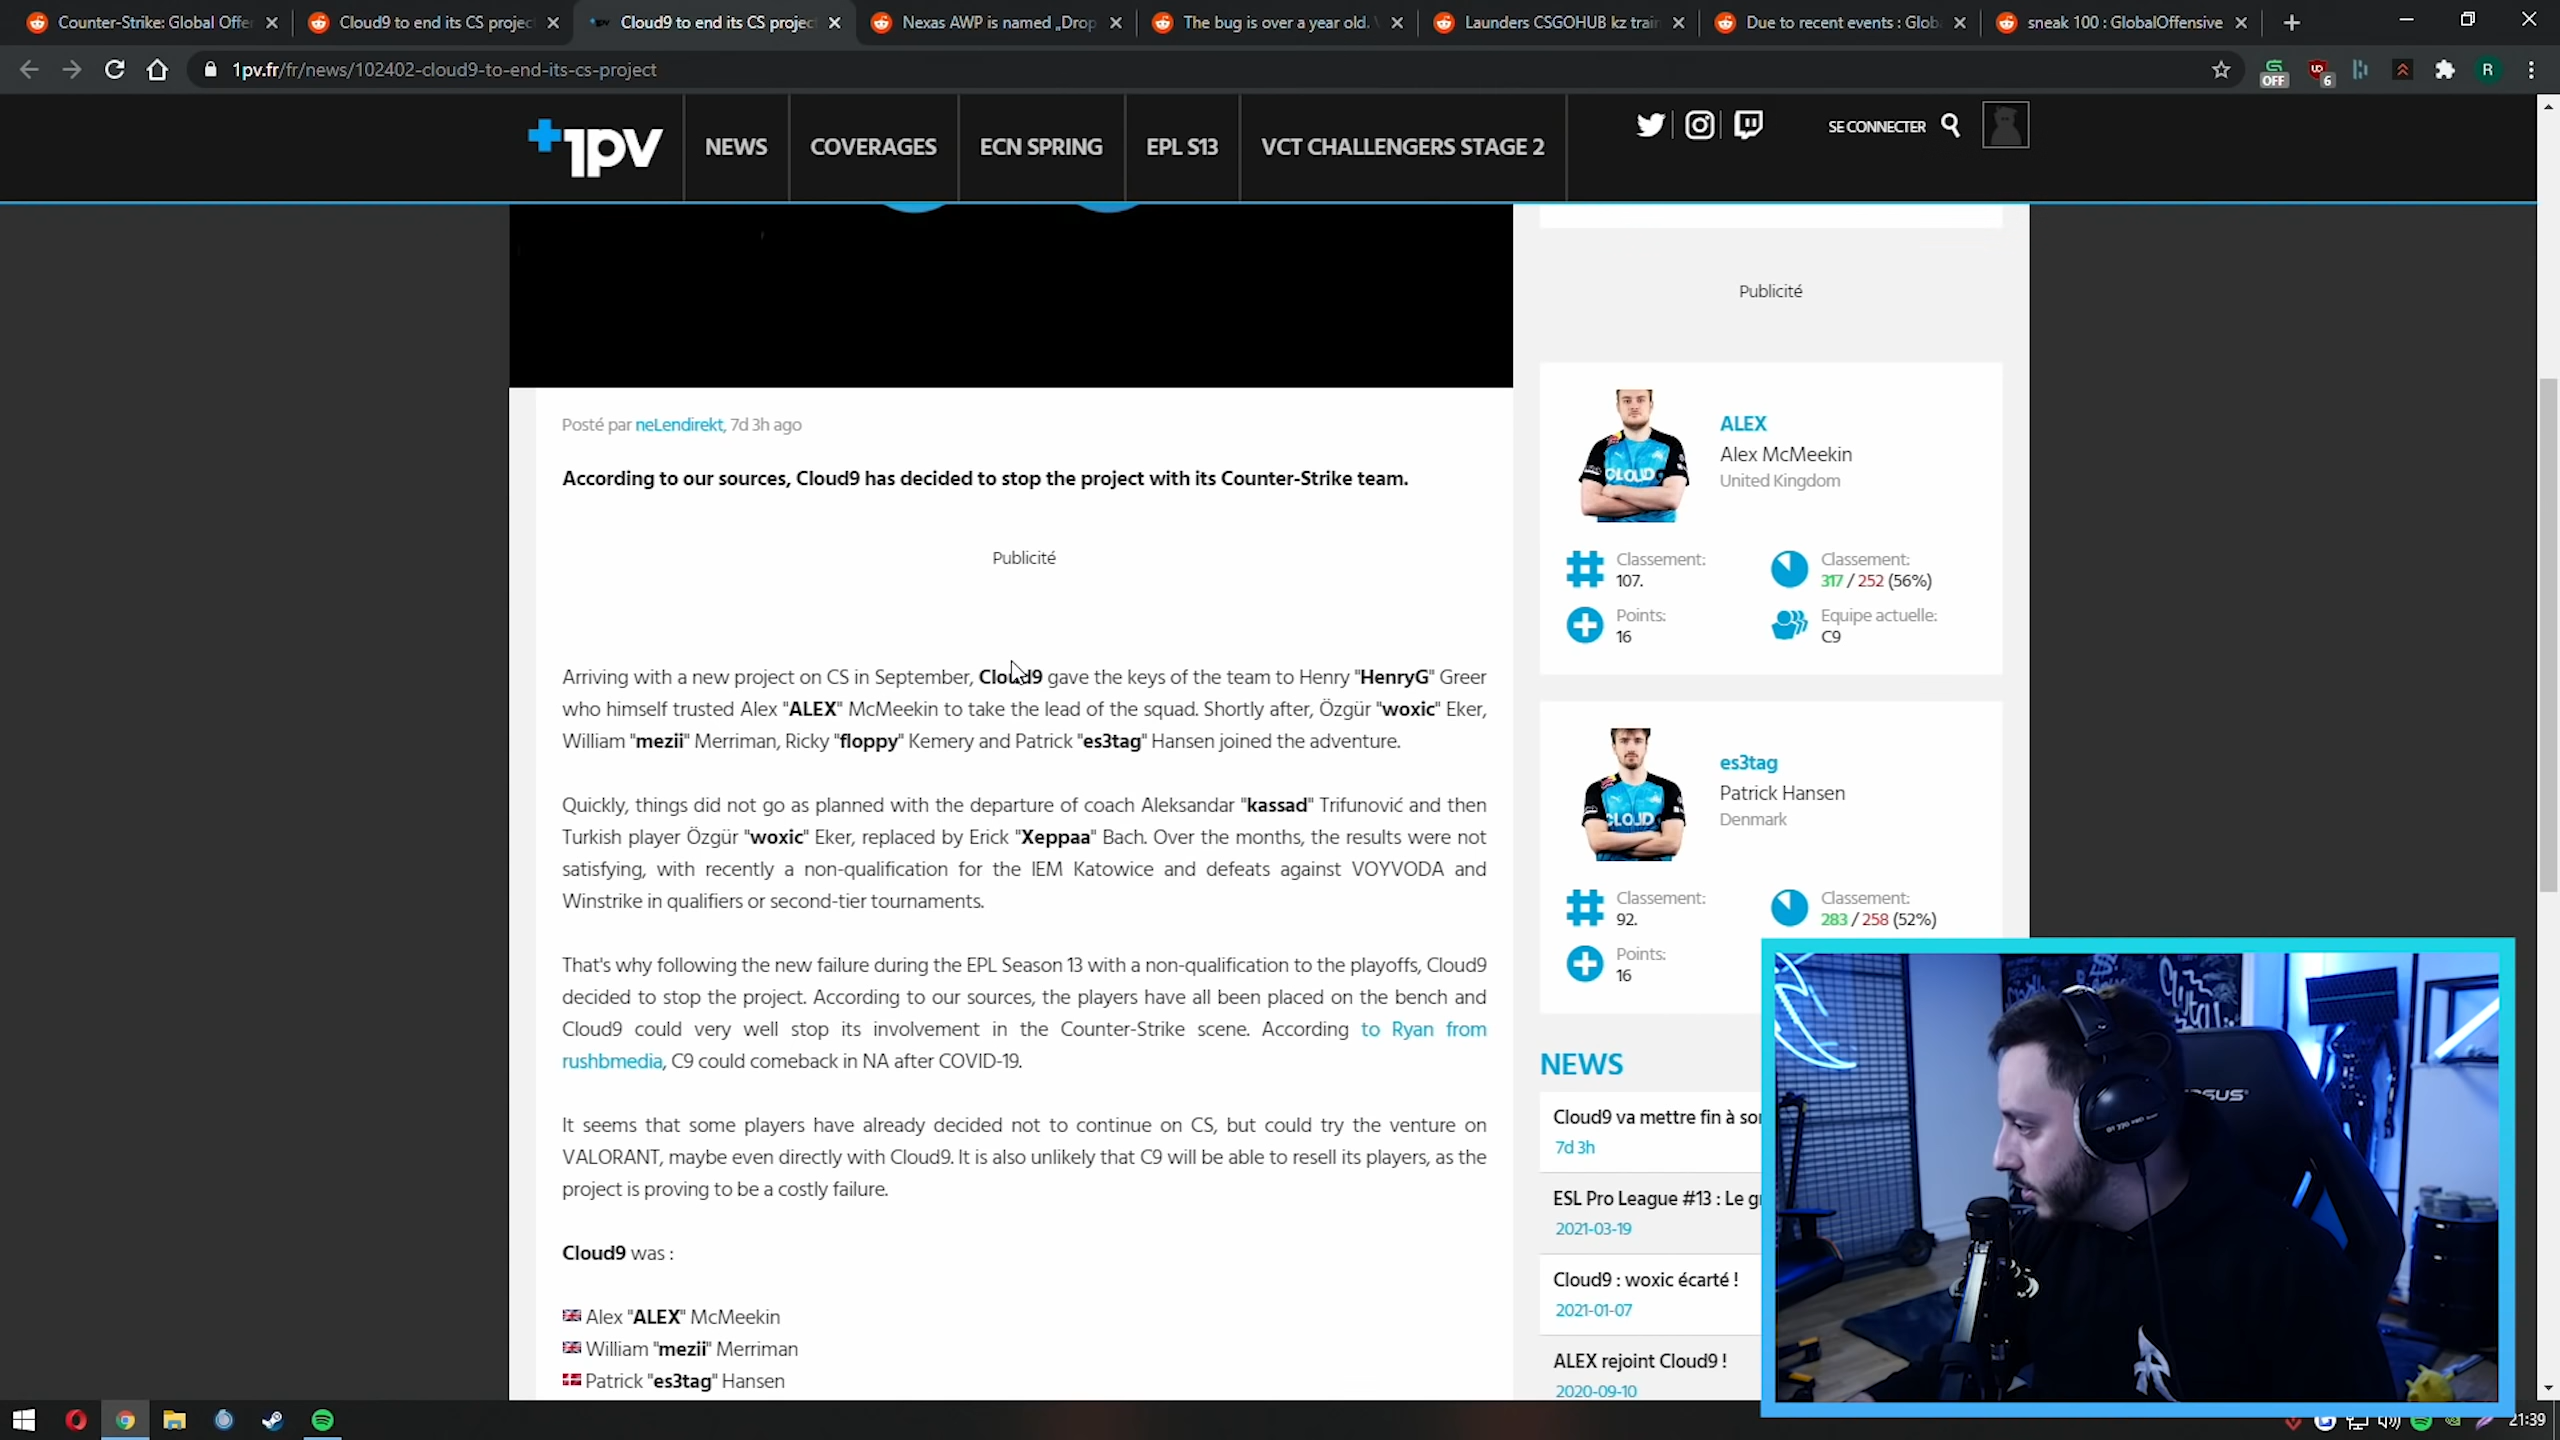 Counter-Strike: Global Offe
Cloud9 to end its CS projec
Cloud9 to end its CS projec
Nexas AWP is named „Drop
The bug is over a year old.
Launders CSGOHUB kz trai
Due to recent events : Glob
sneak 100 : GlobalOffensive
1pv.fr/fr/news/102402-cloud9-to-end-its-cs-project
OFF
6
R
1pv
NEWS
COVERAGES
ECN SPRING
EPL S13
VCT CHALLENGERS STAGE 2
SE CONNECTER
Posté par neLendirekt, 7d 3h ago
According to our sources, Cloud9 has decided to stop the project with its Counter-Strike team.
Publicité
Arriving with a new project on CS in September, Cloud9 gave the keys of the team to Henry "HenryG" Greer
who himself trusted Alex "ALEX" McMeekin to take the lead of the squad. Shortly after, Özgür "woxic" Eker,
William "mezii" Merriman, Ricky "floppy" Kemery and Patrick "es3tag" Hansen joined the adventure.
Quickly, things did not go as planned with the departure of coach Aleksandar "kassad" Trifunović and then
Turkish player Özgür "woxic" Eker, replaced by Erick "Xeppaa" Bach. Over the months, the results were not
satisfying, with recently a non-qualification for the IEM Katowice and defeats against VOYVODA and
Winstrike in qualifiers or second-tier tournaments.
That's why following the new failure during the EPL Season 13 with a non-qualification to the playoffs, Cloud9
decided to stop the project. According to our sources, the players have all been placed on the bench and
Cloud9 could very well stop its involvement in the Counter-Strike scene. According to Ryan from
rushbmedia, C9 could comeback in NA after COVID-19.
It seems that some players have already decided not to continue on CS, but could try the venture on
VALORANT, maybe even directly with Cloud9. It is also unlikely that C9 will be able to resell its players, as the
project is proving to be a costly failure.
Cloud9 was :
Alex "ALEX" McMeekin
William "mezii" Merriman
Patrick "es3tag" Hansen
Publicité
CLOUD
ALEX
Alex McMeekin
United Kingdom
Classement:
107.
Classement:
317 / 252 (56%)
Points:
16
Equipe actuelle:
C9
CLOUD
es3tag
Patrick Hansen
Denmark
Classement:
92.
Classement:
283 / 258 (52%)
Points:
16
NEWS
Cloud9 va mettre fin à so
7d 3h
ESL Pro League #13 : Le g
2021-03-19
Cloud9 : woxic écarté !
2021-01-07
ALEX rejoint Cloud9 !
2020-09-10
21:39